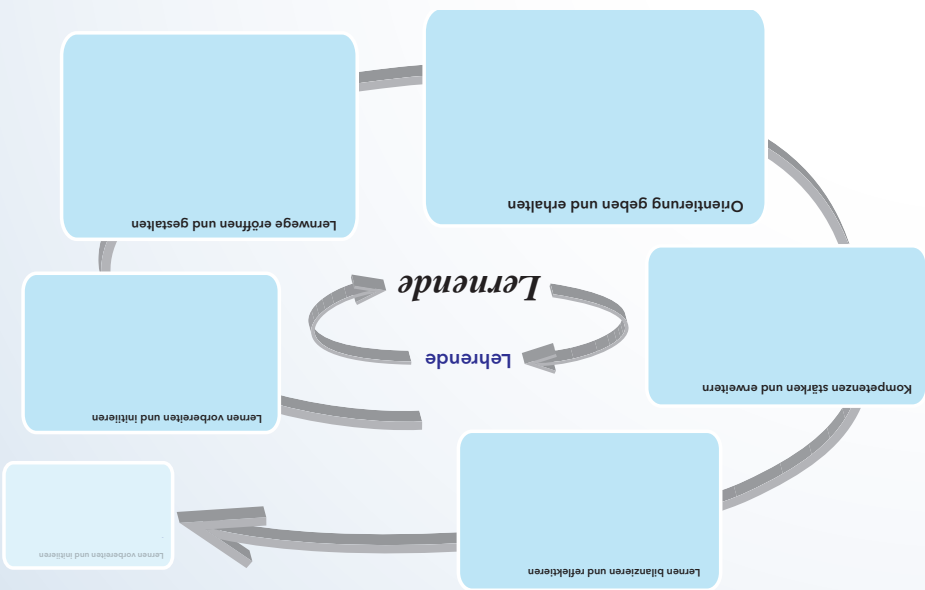 Lernen bilanzieren und reflektieren
Lernen vorbereiten und initiieren
Kompetenzen stärken und erweitern
Lernen vorbereiten und initiieren
Lehrende
Lernende
Orientierung geben und erhalten
Lernwege eröffnen und gestalten